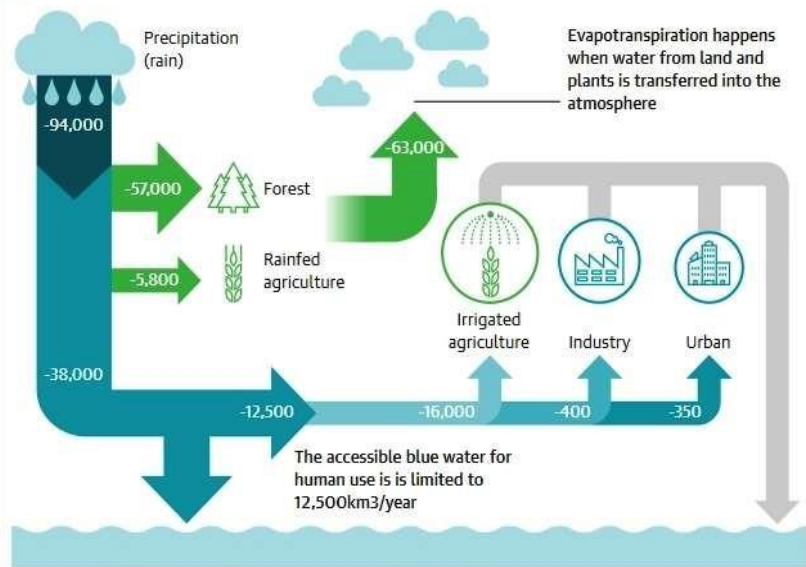 Precipitation
(rain)
Evapotranspiration happens
when water from land and
plants is transferred into the
atmosphere
-94,000
-63,000
-57,000
Forest
-5,800
Rainfed
agriculture
Irrigated
agriculture
Industry
Urban
-38,000
-12,500
-16,000
-400
-350
The accessible blue water for
human use is is limited to
12,500km3/year